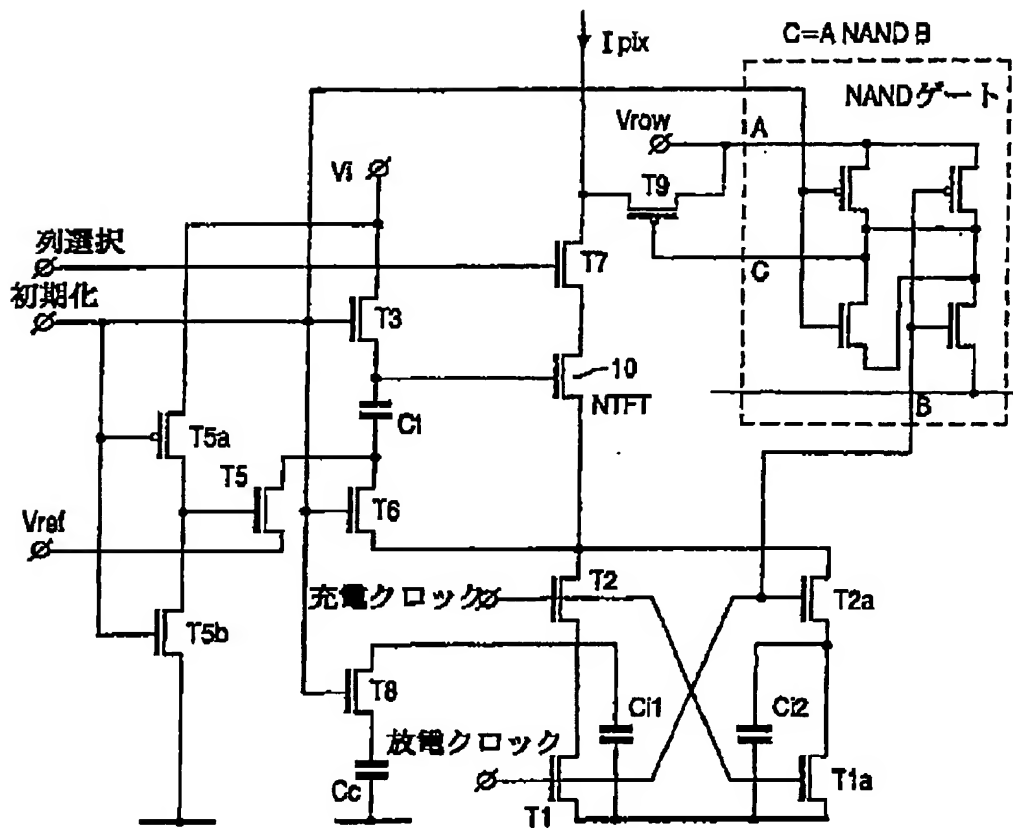 Ipix
C=A NAND B
NANDゲート
Vrow
A
Vi
T9
列選択
T7
C
初期化
T3
10
NTFT
Ci
B
T5a
T5
T6
Vref
充電クロック
T2
T2a
T5b
T8
Ci1
Ci2
放電クロック
Cc
T1
T1a